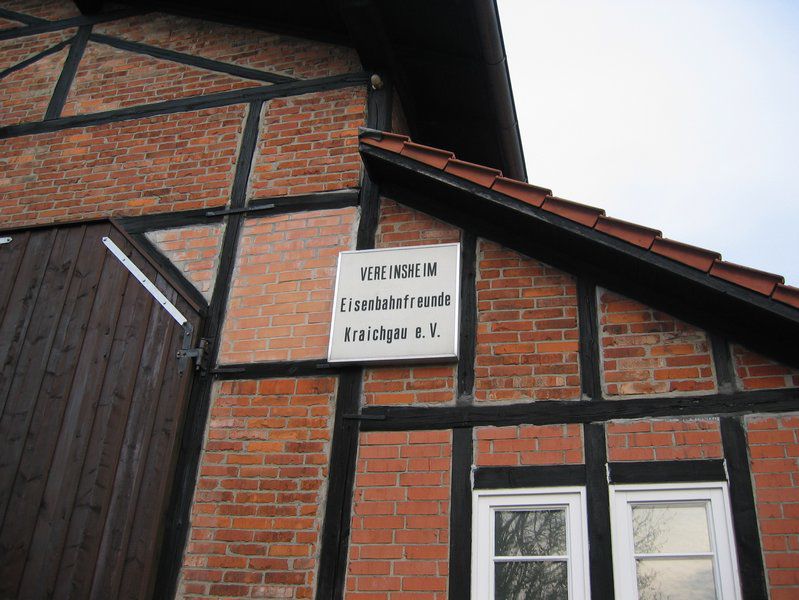 VEREINSHEIM
Eisenbahnfreunde
Kraichgau e.V.